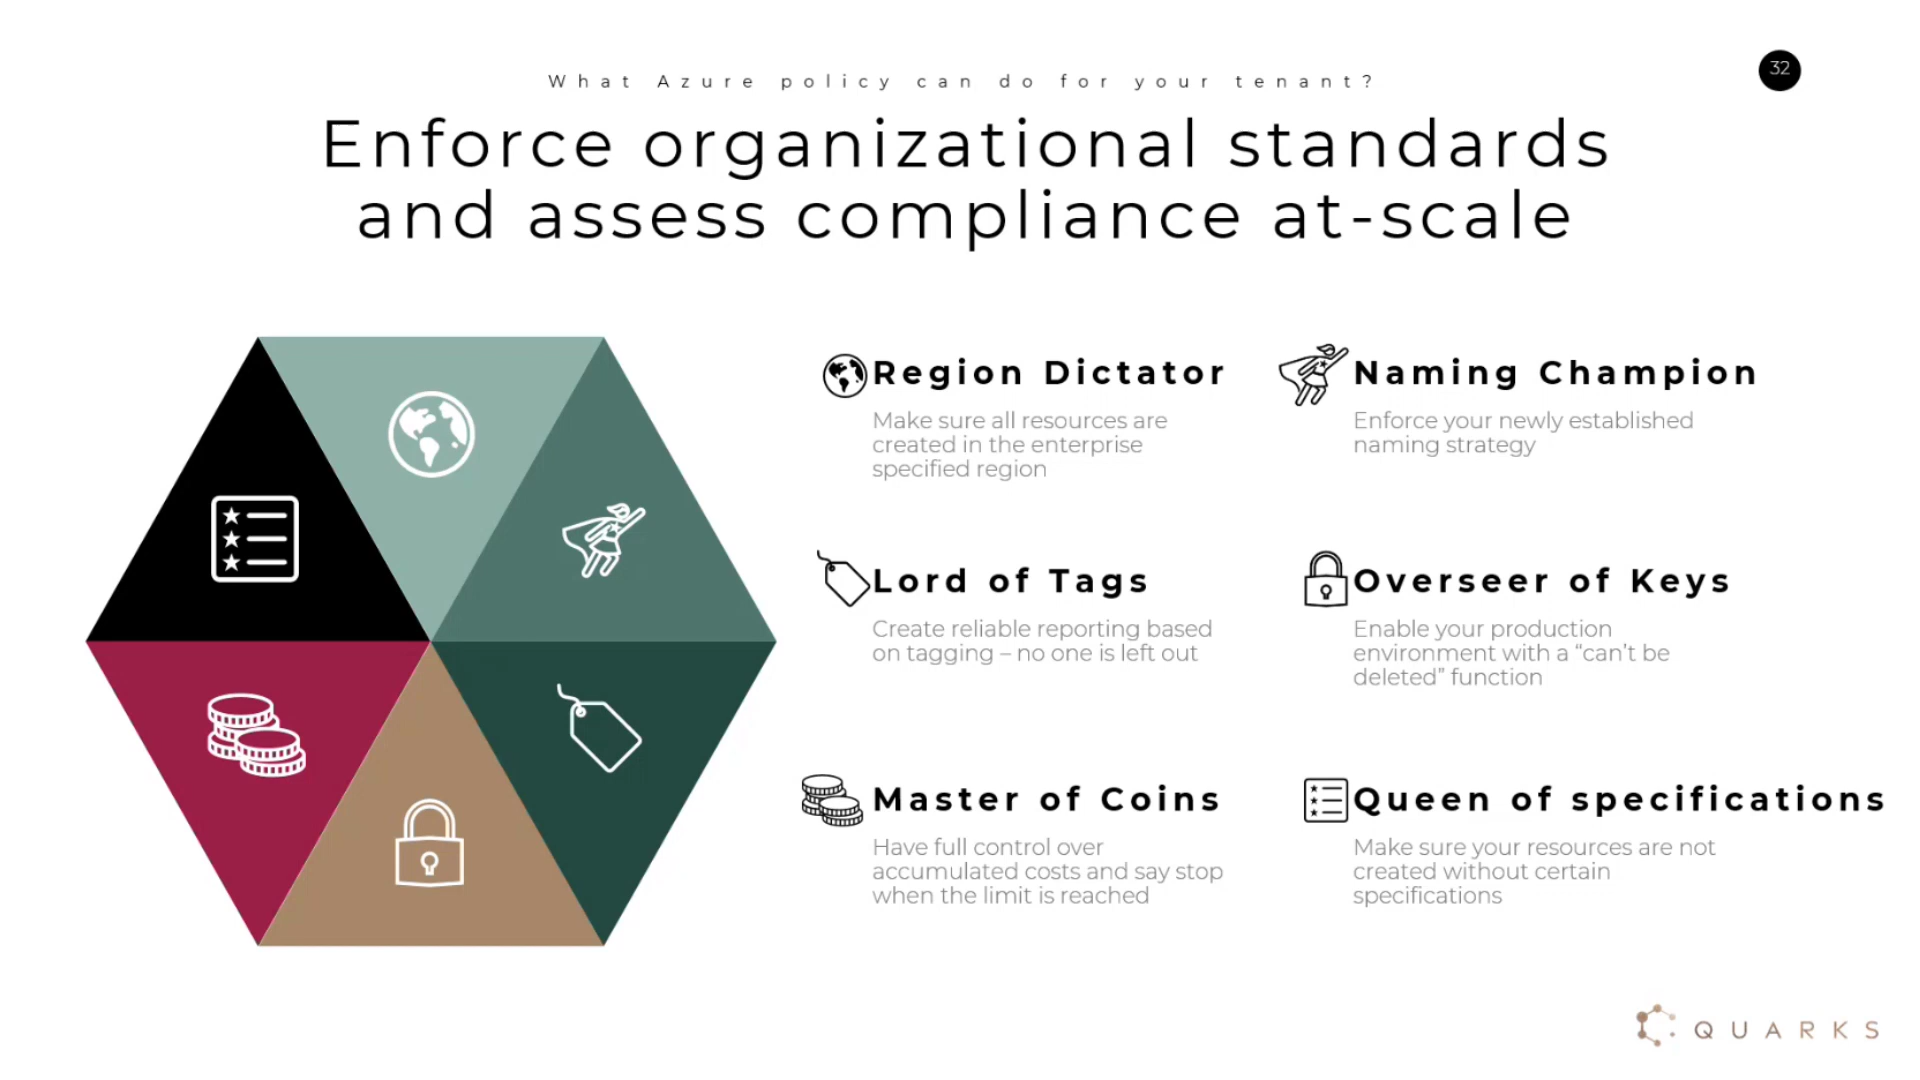 What Azure policy can do for your tenant?
32
Enforce organizational standards
and assess compliance at-scale
Region Dictator
Make sure all resources are
created in the enterprise
specified region
Naming Champion
Enforce your newly established
naming strategy
Lord of Tags
Create reliable reporting based
on tagging – no one is left out
Overseer of Keys
Enable your production
environment with a “can’t be
deleted” function
Master of Coins
Have full control over
accumulated costs and say stop
when the limit is reached
Queen of specifications
Make sure your resources are not
created without certain
specifications
QUARKS